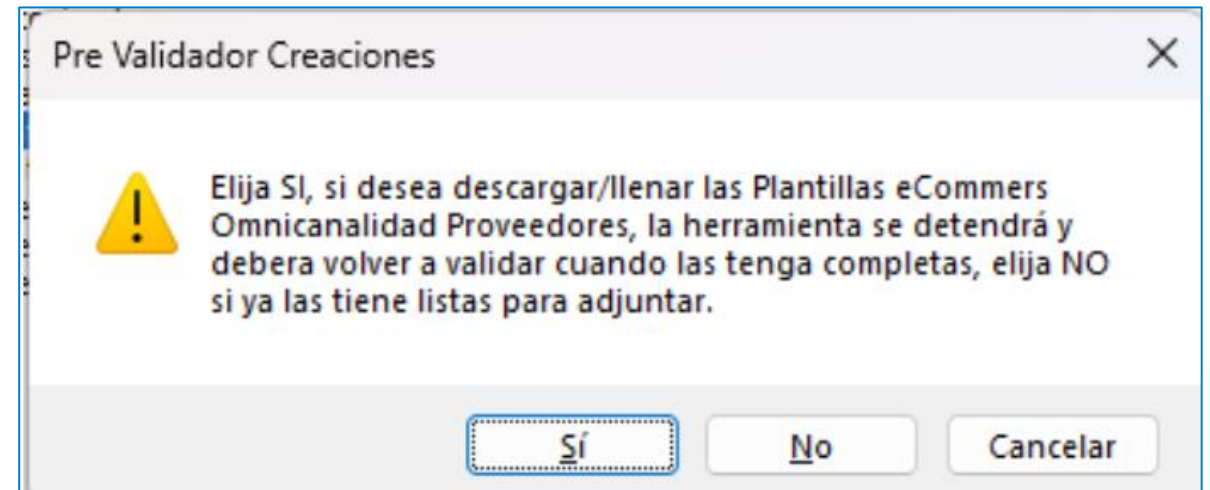 Pre Validador Creaciones
Elija SI, si desea descargar/llenar las Plantillas eCommers
Omnicanalidad Proveedores, la herramienta se detendrá y
debera volver a validar cuando las tenga completas, elija NO
si ya las tiene listas para adjuntar.
Sí No Cancelar